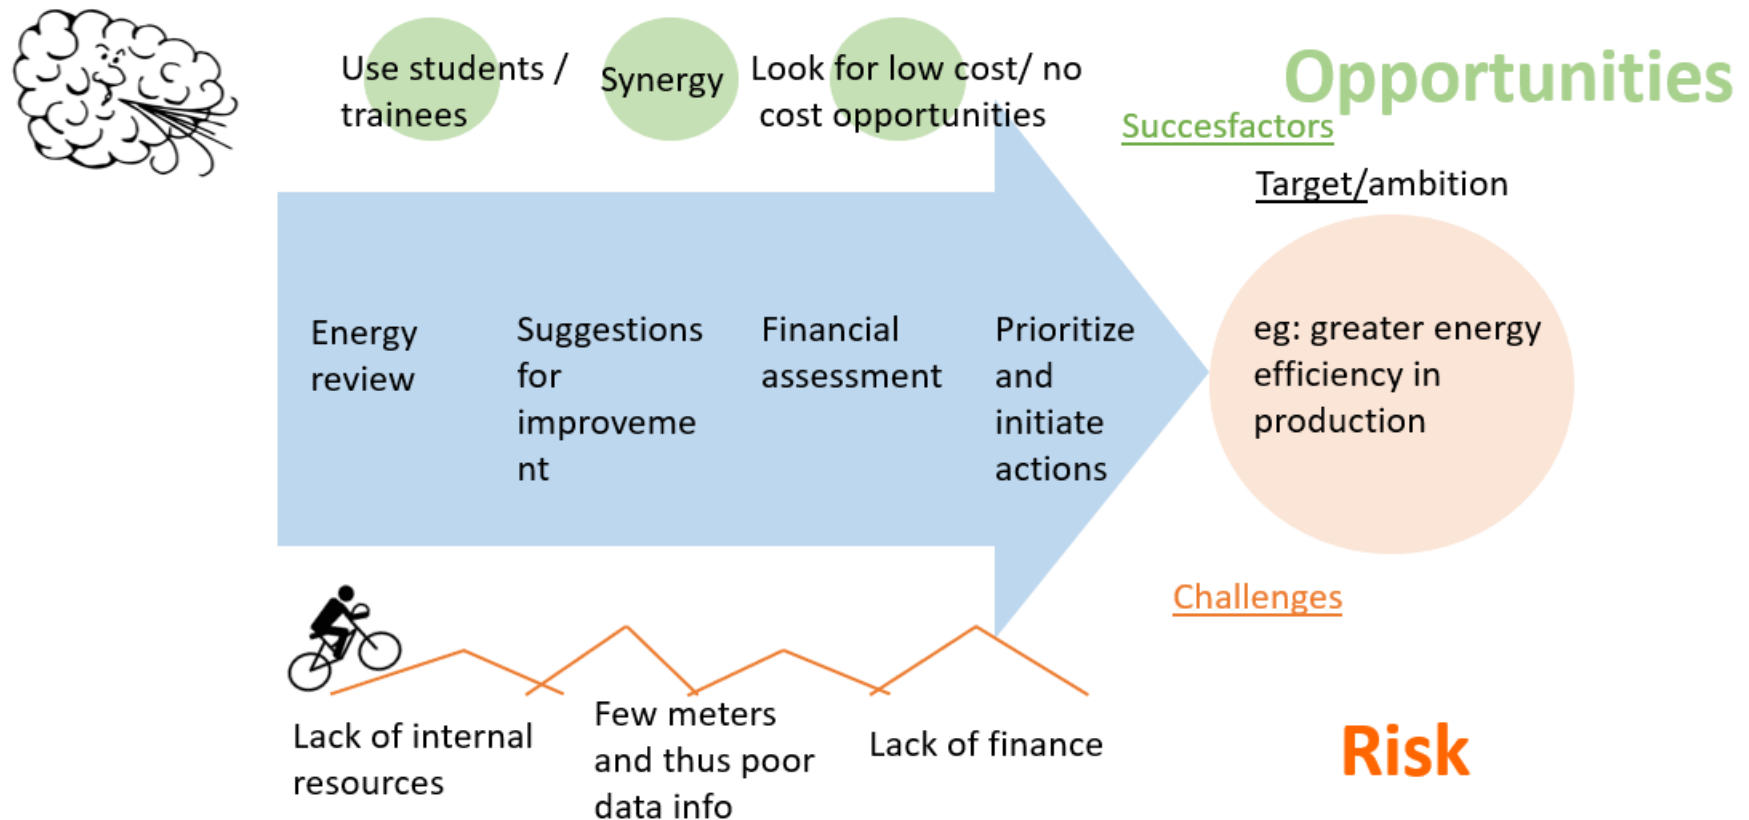 Use students /
trainees
Synergy
Look for low cost/ no
cost opportunities
Opportunities
Succesfactors
Target/ambition
Energy
review
Suggestions
for
improveme
nt
Financial
assessment
Prioritize
and
initiate
actions
eg: greater energy
efficiency in
production
Challenges
Lack of internal
resources
Few meters
and thus poor
data info
Lack of finance
Risk